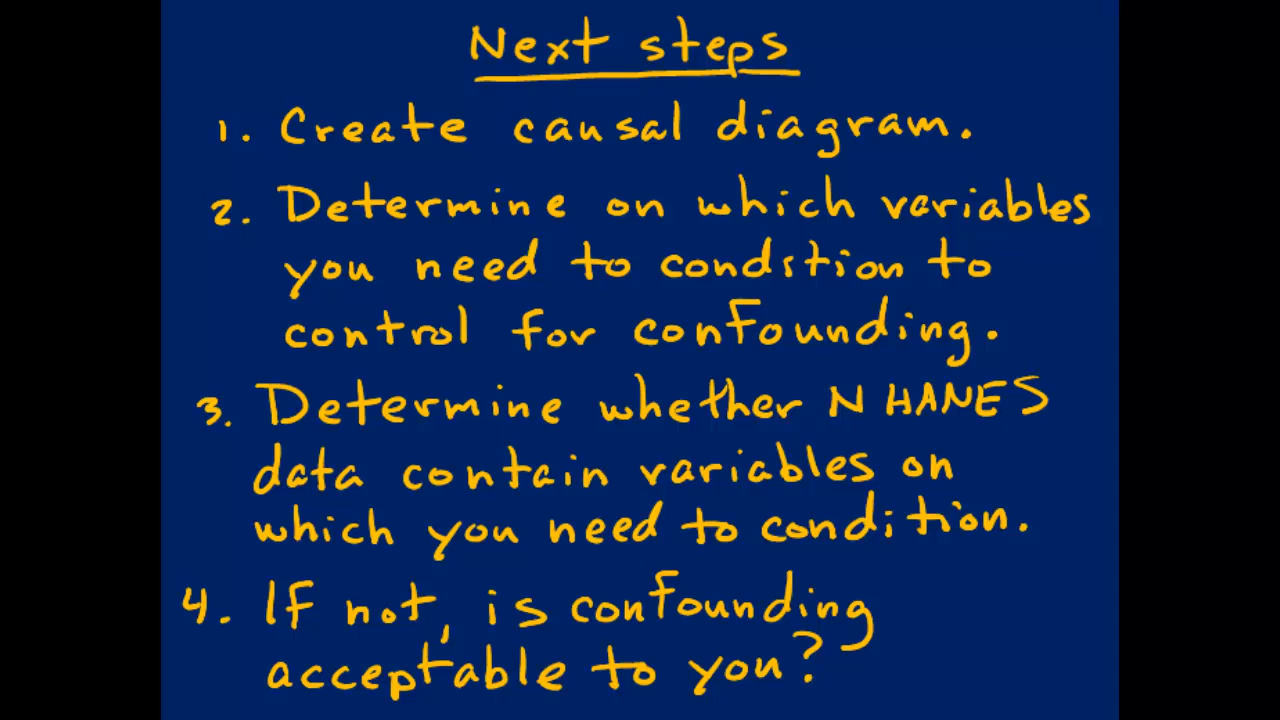 Next steps
1. Create causal diagram.
2. Determine on which variables
you need to condstion to
control for confounding.
3. Determine whether NHANES
data contain variables on
which you need to condition.
4. If not, is confounding
acceptable to you?